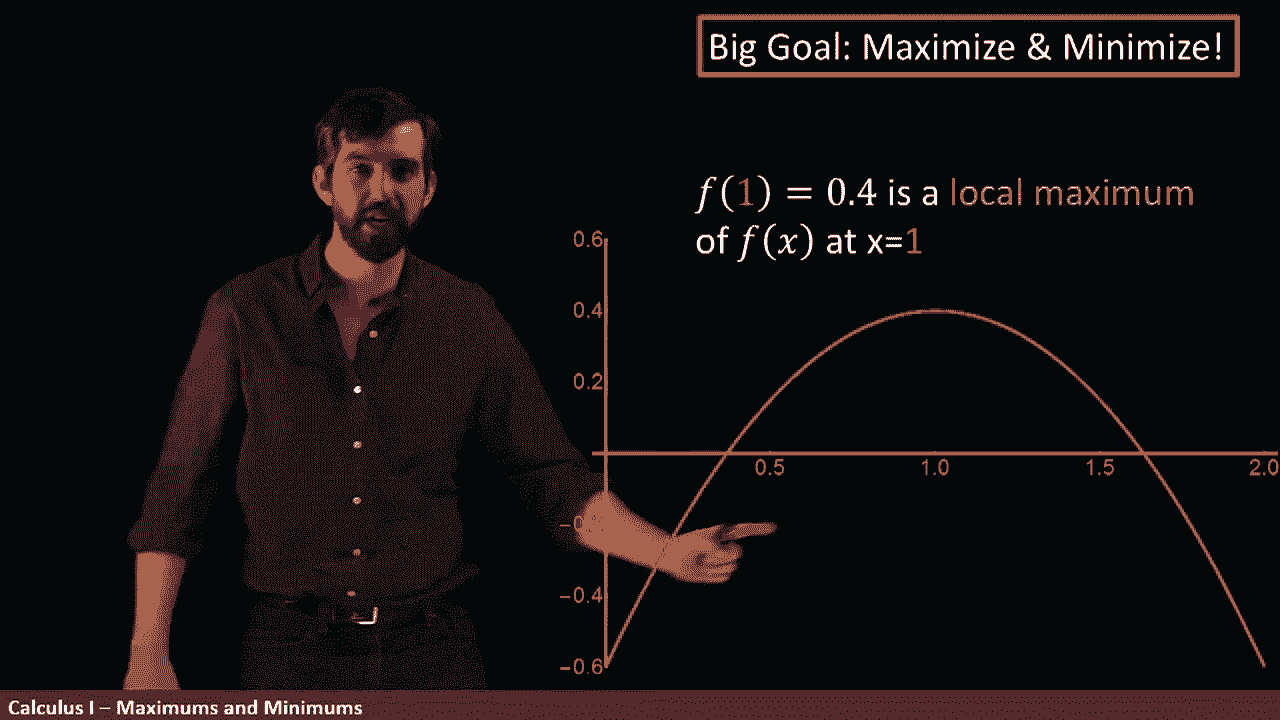 Big Goal: Maximize & Minimize!
f(1) = 0.4 is a local maximum
of f(x) at x=1
0.6
0.4
0.2
0.5 1.0 1.5 2.0
−0.4
−0.6
Calculus I – Maximums and Minimums